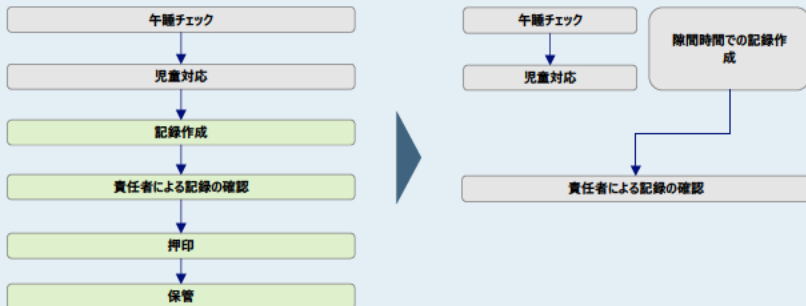 午睡チェック
児童対応
記録作成
責任者による記録の確認
押印
保管
午睡チェック
児童対応
隙間時間での記録作
成
責任者による記録の確認